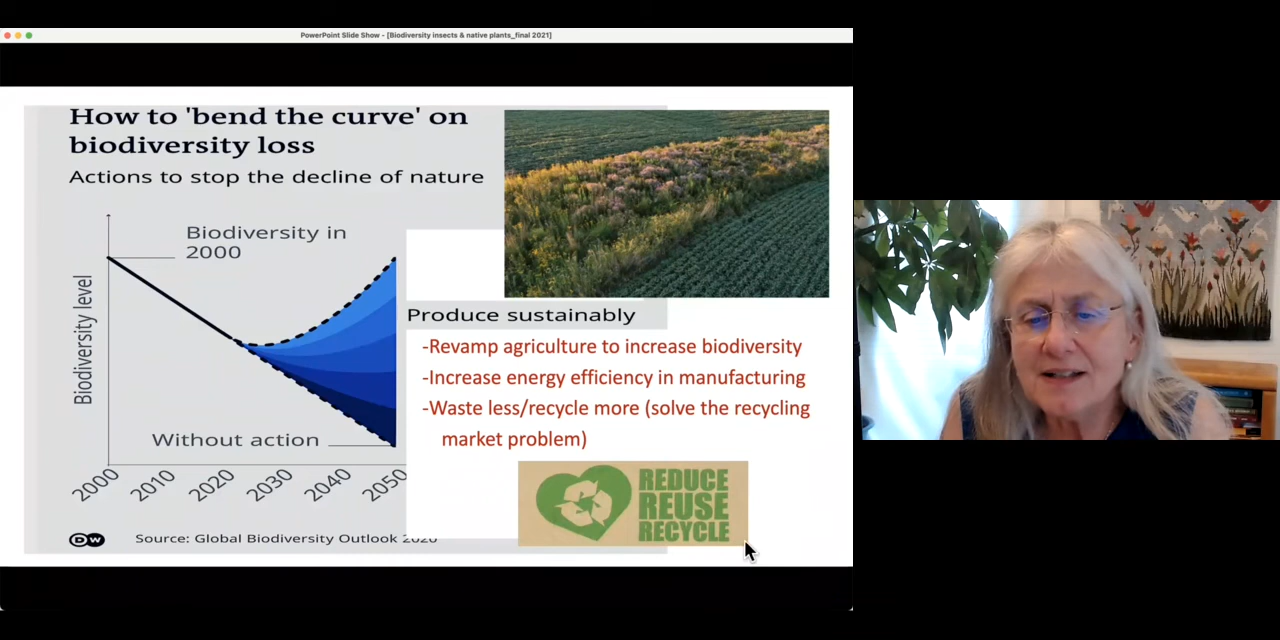 PowerPoint Slide Show - [Biodiversity insects & native plants_final 2021]
How to 'bend the curve' on
biodiversity loss
Actions to stop the decline of nature
Biodiversity in
2000
Biodiversity level
Without action
2000 2010 2020 2030 2040 2050
DW
Source: Global Biodiversity Outlook 2020
Produce sustainably
-Revamp agriculture to increase biodiversity
-Increase energy efficiency in manufacturing
-Waste less/recycle more (solve the recycling
market problem)
REDUCE
REUSE
RECYCLE